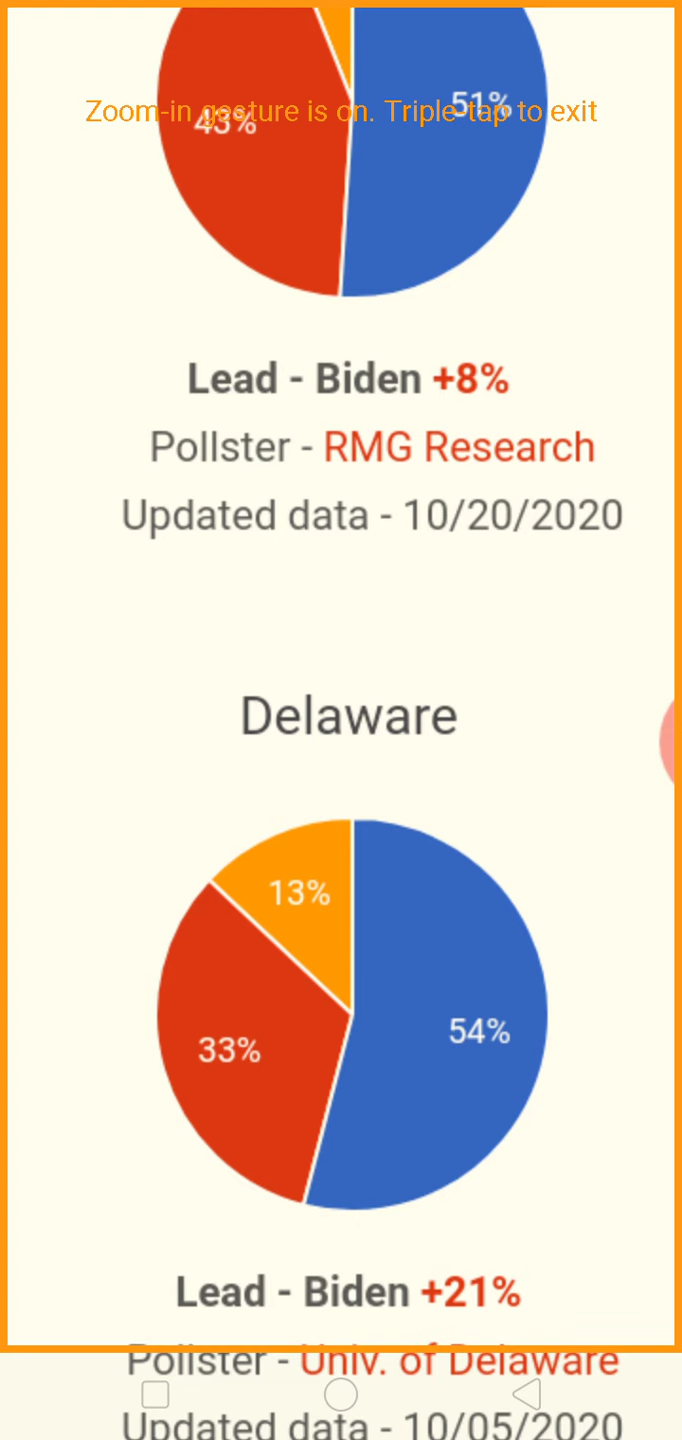 51%
43%
Zoom-in gesture is on. Triple-tap to exit
Lead - Biden +8%
Pollster - RMG Research
Updated data - 10/20/2020
Delaware
13%
54%
33%
Lead - Biden +21%
Pollster - Univ. of Delaware
Updated data - 10/05/2020